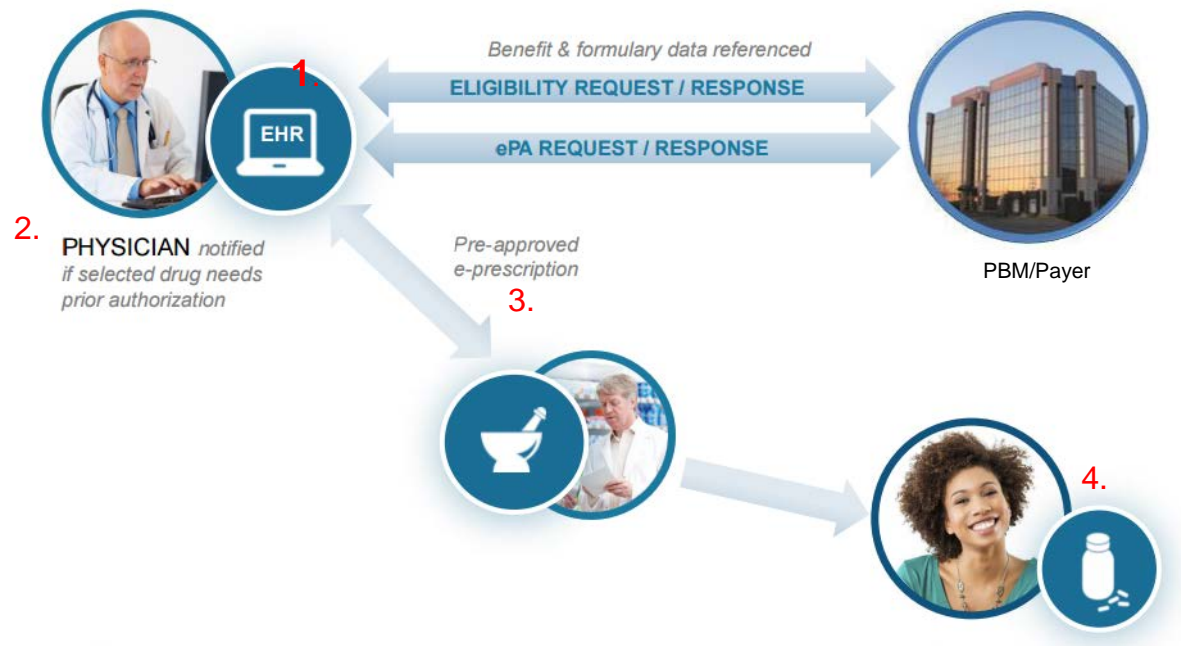 Benefit & formulary data referenced
1.
ELIGIBILITY REQUEST / RESPONSE
EHR
ePA REQUEST / RESPONSE
2.
PHYSICIAN notified
if selected drug needs
prior authorization
Pre-approved
e-prescription
3.
PBM/Payer
4.